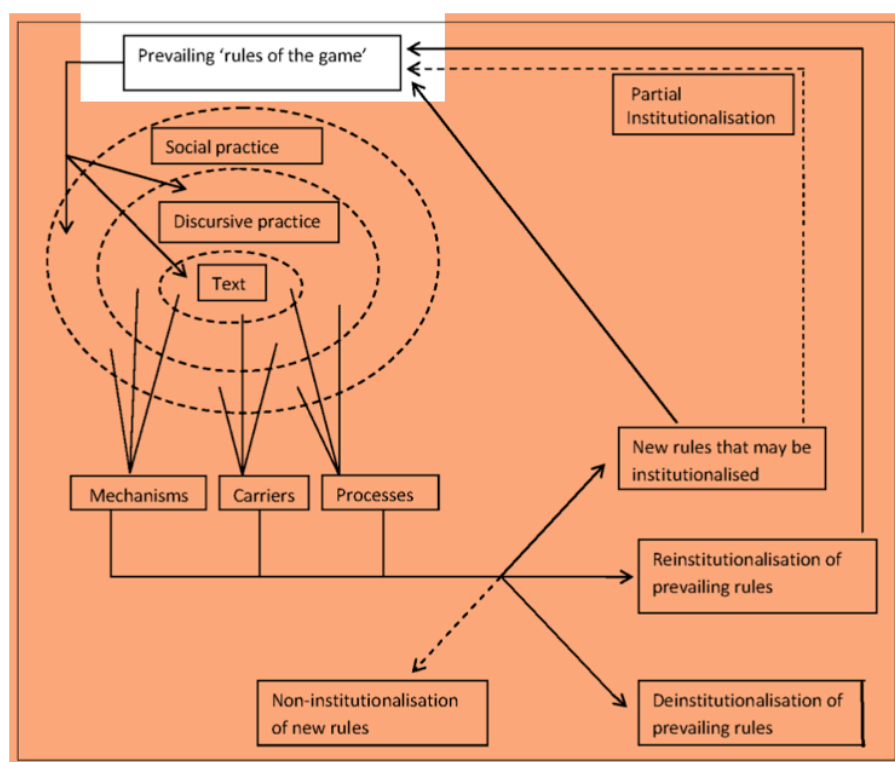 Prevailing ‘rules of the game’
Partial
Institutionalisation
Social practice
Discursive practice
Text
New rules that may be
institutionalised
Mechanisms
Carriers
Processes
Reinstitutionalisation of
prevailing rules
Non-institutionalisation
of new rules
Deinstitutionalisation of
prevailing rules